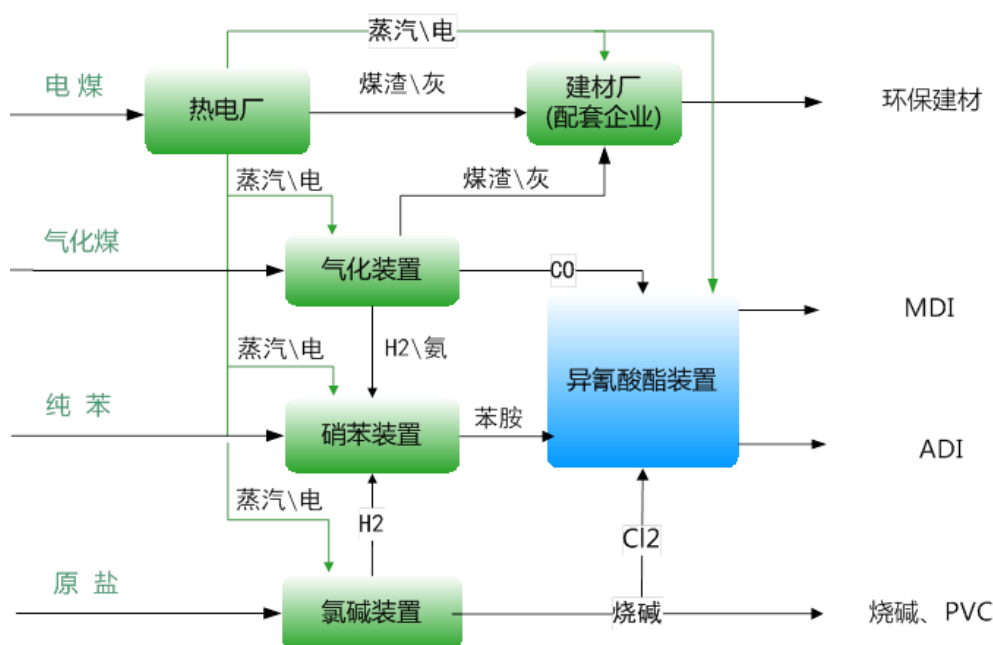 蒸汽\电
电 煤
热电厂
煤渣\灰
建材厂
(配套企业)
环保建材
蒸汽\电
煤渣\灰
气化煤
气化装置
CO
MDI
蒸汽\电
H2\氨
异氰酸酯装置
纯 苯
硝苯装置
苯胺
ADI
蒸汽\电
H2
Cl2
原 盐
氯碱装置
烧碱
烧碱、PVC